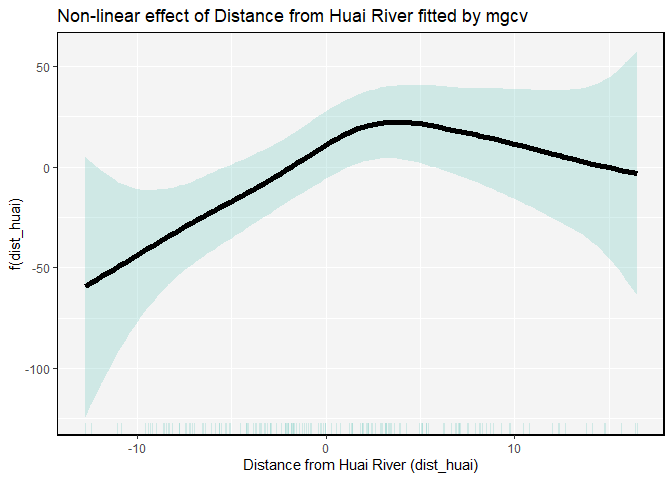 Non-linear effect of Distance from Huai River fitted by mgcv
50
0
-50
-100
f(dist_huai)
-10 0 10
Distance from Huai River (dist_huai)